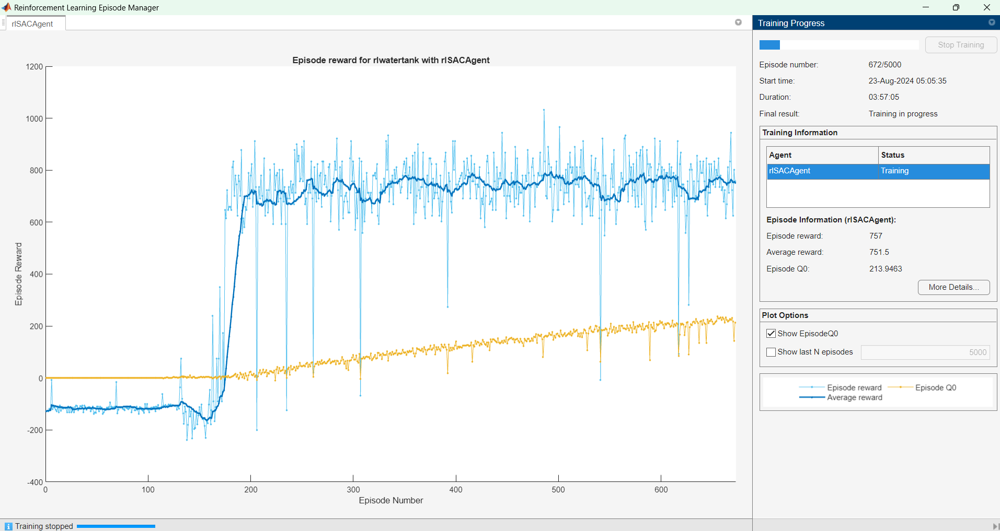 Reinforcement Learning Episode Manager
rlSACAgent
Episode reward for rlwatertank with rlSACAgent
1200
1000
800
600
400
200
0
-200
-400
Episode Reward
0 100 200 300 400 500 600
Episode Number
Training stopped
Training Progress
Stop Training
Episode number: 672/5000
Start time: 23-Aug-2024 05:05:35
Duration: 03:57:05
Final result: Training in progress
Training Information
Agent Status
rlSACAgent Training
Episode Information (rlSACAgent):
Episode reward: 757
Average reward: 751.5
Episode Q0: 213.9463
More Details...
Plot Options
Show EpisodeQ0
Show last N episodes 5000
Episode reward Episode Q0
Average reward